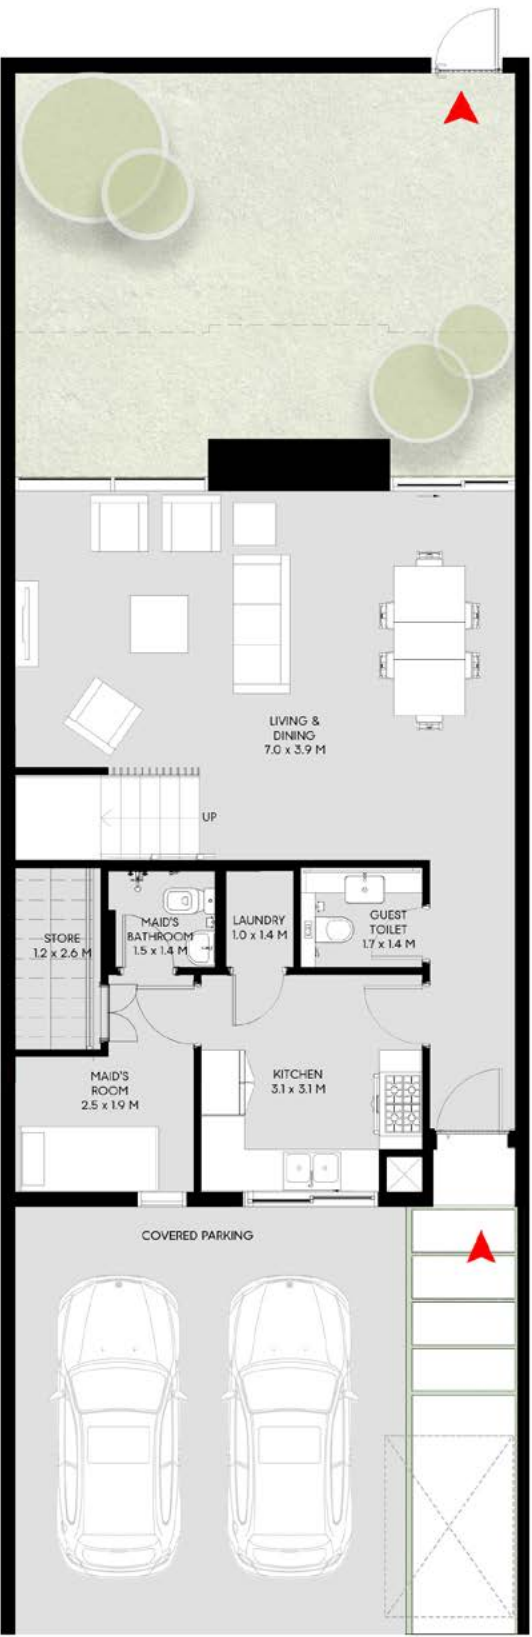 LIVING &
DINING
7.0 x 3.9 M
UP
STORE
1.2 x 2.6 M
MAID'S
BATHROOM
1.5 x 1.4 M
LAUNDRY
1.0 x 1.4 M
GUEST
TOILET
1.7 x 1.4 M
MAID'S
ROOM
2.5 x 1.9 M
KITCHEN
3.1 x 3.1 M
COVERED PARKING